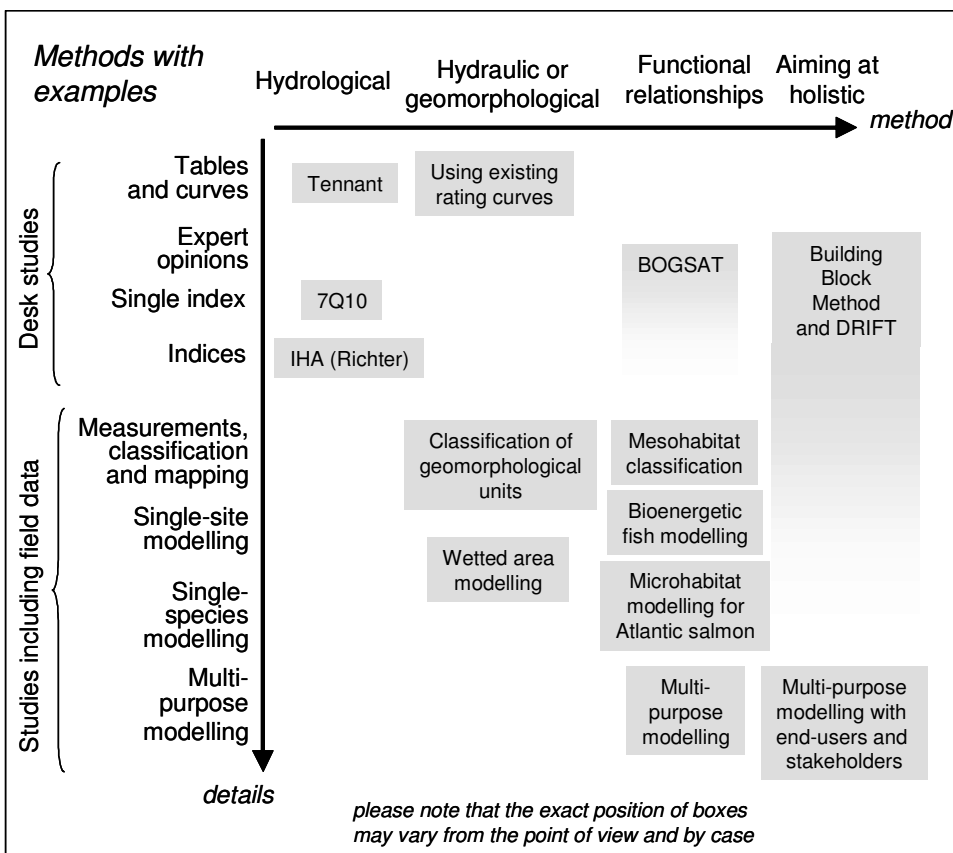 Methods with
examples
Hydrological
Hydraulic or
geomorphological
Functional
relationships
Aiming at
holistic
method
Desk studies
Tables
and curves
Tennant
Using existing
rating curves
Expert
opinions
BOGSAT
Building
Block
Method
and DRIFT
Single index
7Q10
Indices
IHA (Richter)
Studies including field data
Measurements,
classification
and mapping
Classification of
geomorphological
units
Mesohabitat
classification
Single-site
modelling
Bioenergetic
fish modelling
Wetted area
modelling
Single-
species
modelling
Microhabitat
modelling for
Atlantic salmon
Multi-
purpose
modelling
Multi-
purpose
modelling
Multi-purpose
modelling with
end-users and
stakeholders
details
please note that the exact position of boxes
may vary from the point of view and by case